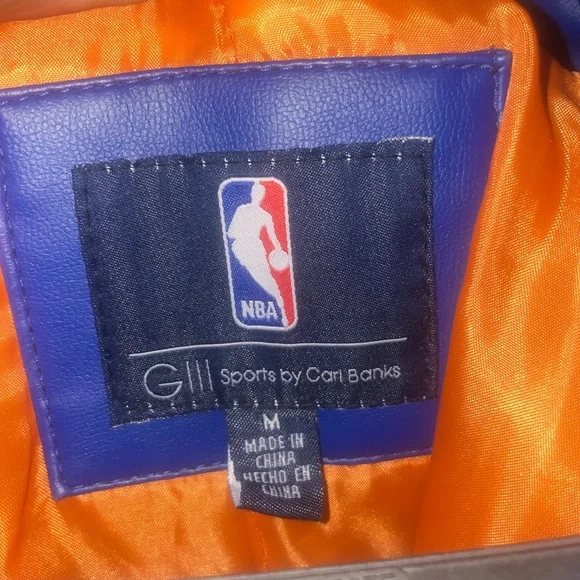 NBA
GIII Sports by Carl Banks
M
MADE IN
CHINA
HECHO EN
CHINA